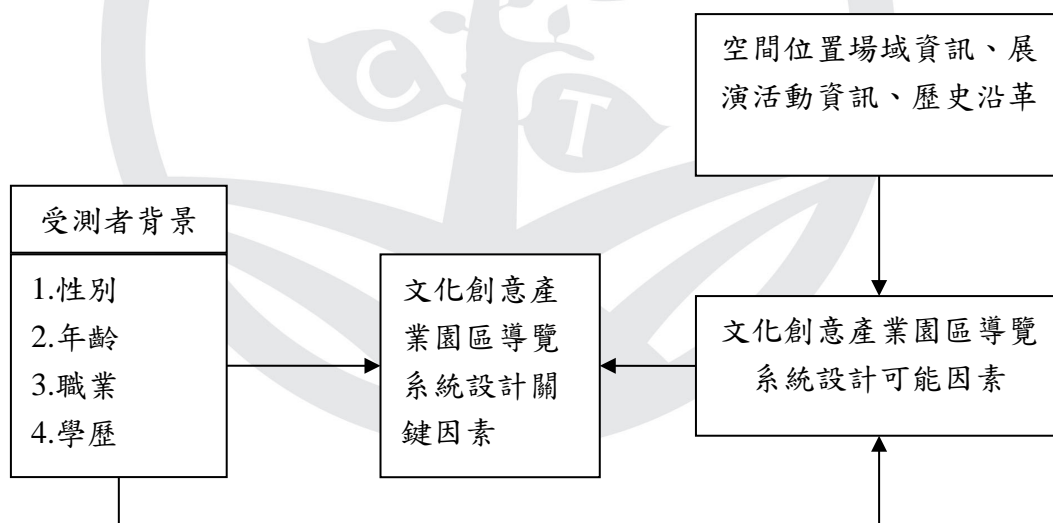 空間位置場域資訊、展
演活動資訊、歷史沿革
受測者背景
1.性別
2.年齡
3.職業
4.學歷
文化創意產
業園區導覽
系統設計關
鍵因素
文化創意產業園區導覽
系統設計可能因素
C
T